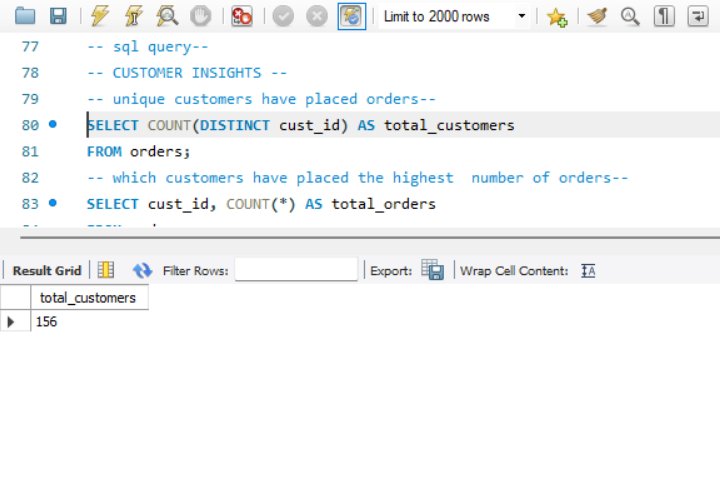 Limit to 2000 rows
77 -- sql query--
78 -- CUSTOMER INSIGHTS --
79 -- unique customers have placed orders--
80 SELECT COUNT(DISTINCT cust_id) AS total_customers
81 FROM orders;
82 -- which customers have placed the highest  number of orders--
83 SELECT cust_id, COUNT(*) AS total_orders
Result Grid Filter Rows: Export: Wrap Cell Content:
total_customers
156